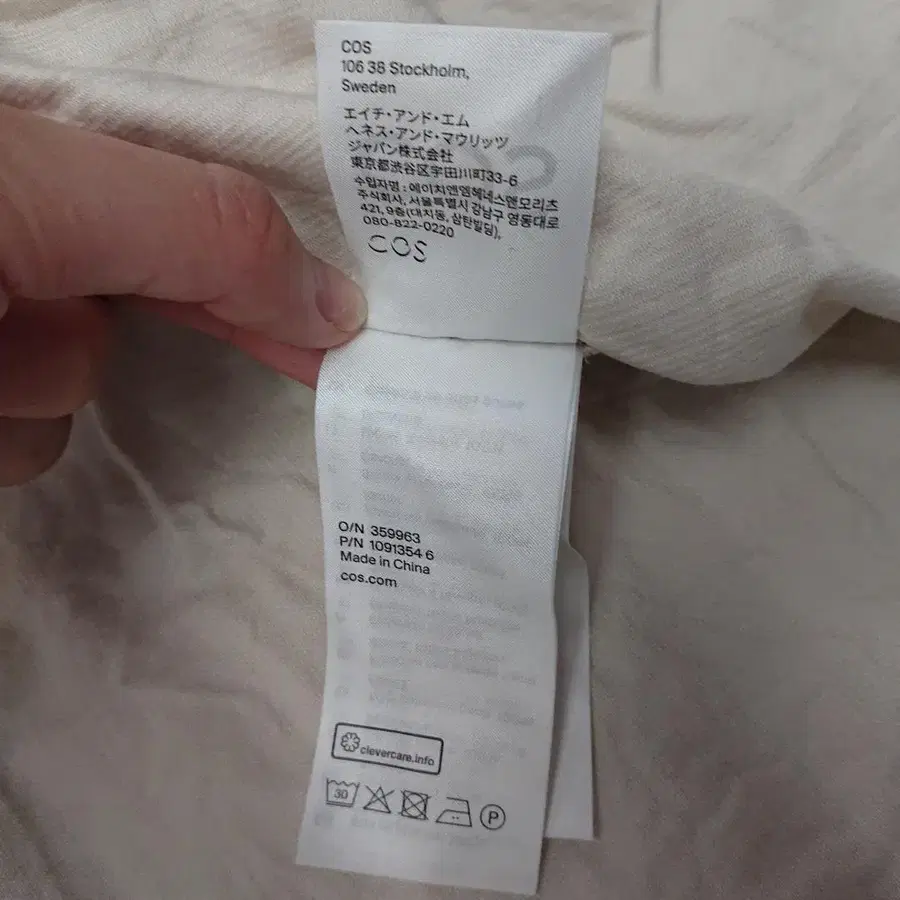 COS
106 38 Stockholm,
Sweden
エイチ・アンド・エム
ヘネス・アンド・マウリッツ
ジャパン株式会社
東京都渋谷区宇田川町33-6
수입자명 : 에이치앤엠헤네스앤모리츠
주식회사, 서울특별시 강남구 영동대로
421, 9층(대치동, 삼탄빌딩),
080-822-0220
COS
O/N 359963
P/N 1091354 6
Made in China
cos.com
clevercare.info
30
P